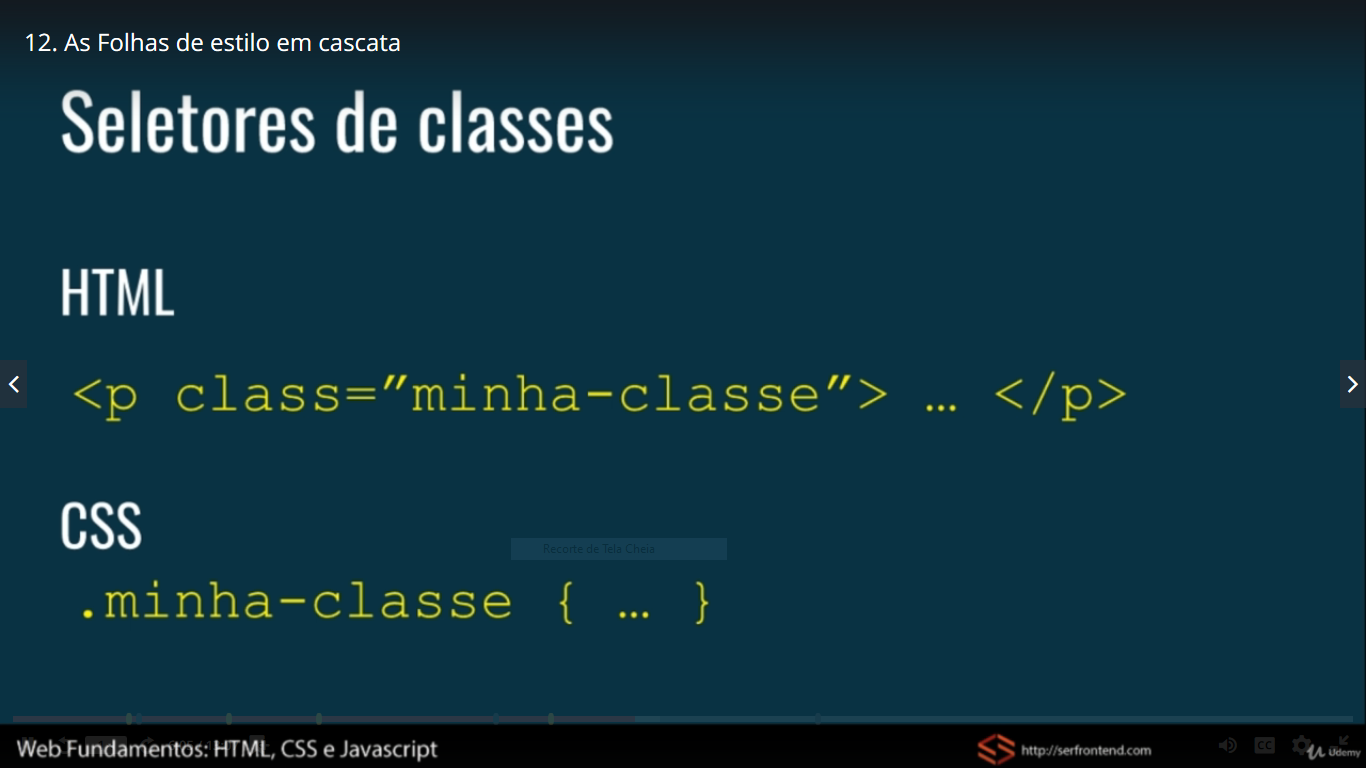 12. As Folhas de estilo em cascata
Seletores de classes
HTML
<p class=”minha-classe”> … </p>
CSS
Recorte de Tela Cheia
.minha-classe { … }
Web Fundamentos: HTML, CSS e Javascript
http://serfrontend.com
CC
Udemy